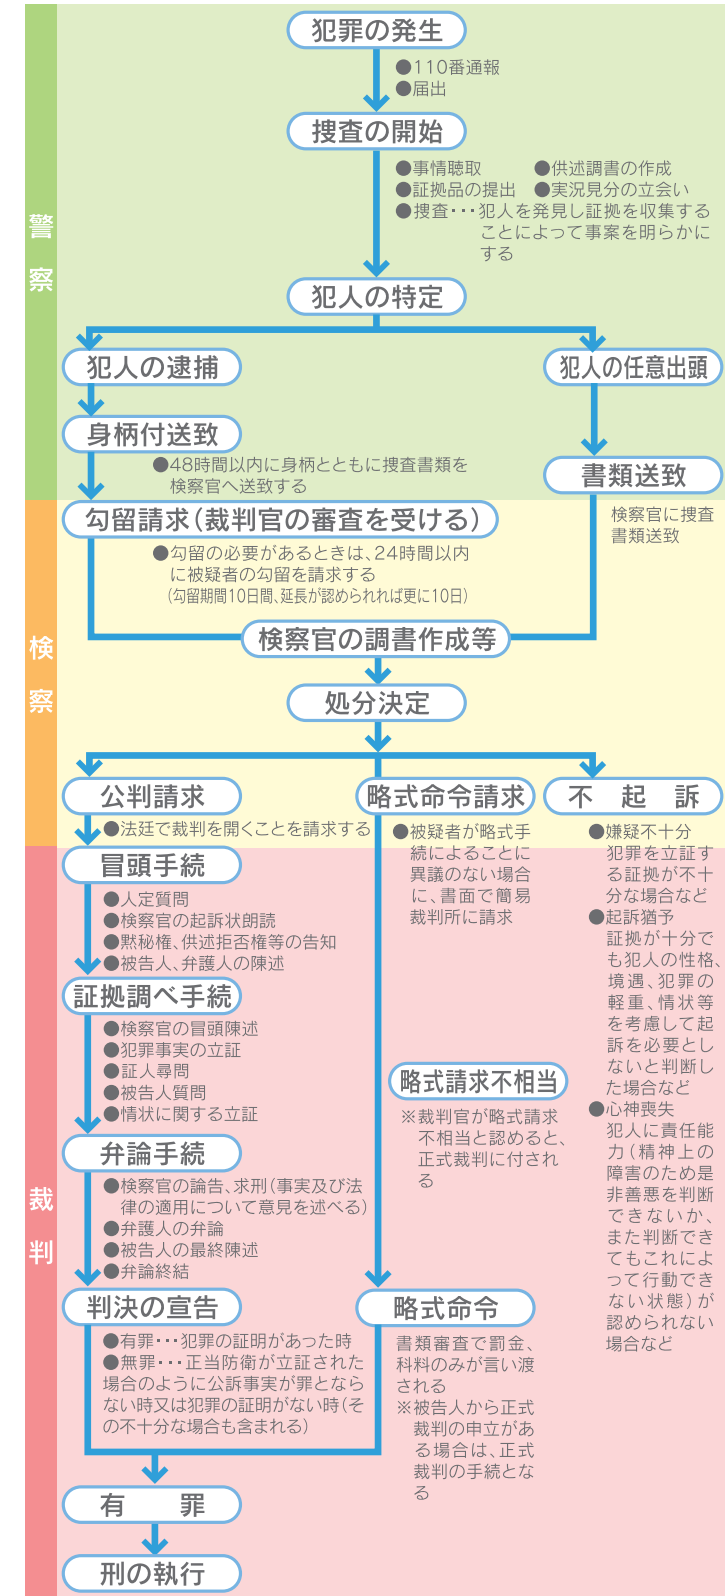 警察
犯罪の発生
●110番通報
●届出
捜査の開始
●事情聴取 ●供述調書の作成
●証拠品の提出 ●実況見分の立会い
●捜査･･･犯人を発見し証拠を収集する
ことによって事案を明らかに
する
犯人の特定
犯人の逮捕
犯人の任意出頭
身柄付送致
●48時間以内に身柄とともに捜査書類を
検察官へ送致する
書類送致
検察官に捜査
書類送致
検察
勾留請求(裁判官の審査を受ける)
●勾留の必要があるときは、24時間以内
に被疑者の勾留を請求する
(勾留期間10日間、延長が認められれば更に10日)
検察官の調書作成等
処分決定
公判請求
●法廷で裁判を開くことを請求する
略式命令請求
●被疑者が略式手
続によることに
異議のない場合
に、書面で簡易
裁判所に請求
不起訴
●嫌疑不十分
犯罪を立証す
る証拠が不十
分な場合など
●起訴猶予
証拠が十分で
も犯人の性格、
境遇、犯罪の
軽重、情状等
を考慮して起
訴を必要とし
ないと判断し
た場合など
●心神喪失
犯人に責任能
力(精神上の
障害のため是
非善悪を判断
できないか、
また判断でき
てもこれによ
って行動でき
ない状態)が
認められない
場合など
裁判
冒頭手続
●人定質問
●検察官の起訴状朗読
●黙秘権、供述拒否権等の告知
●被告人、弁護人の陳述
証拠調べ手続
●検察官の冒頭陳述
●犯罪事実の立証
●証人尋問
●被告人質問
●情状に関する立証
略式請求不相当
※裁判官が略式請求
不相当と認めると、
正式裁判に付され
る
弁論手続
●検察官の論告、求刑(事実及び法
律の適用について意見を述べる)
●弁護人の弁論
●被告人の最終陳述
●弁論終結
判決の宣告
●有罪･･･犯罪の証明があった時
●無罪･･･正当防衛が立証された
場合のように公訴事実が罪となら
ない時又は犯罪の証明がない時(そ
の不十分な場合も含まれる)
略式命令
書類審査で罰金、
科料のみが言い渡
される
※被告人から正式
裁判の申立があ
る場合は、正式
裁判の手続とな
る
有罪
刑の執行